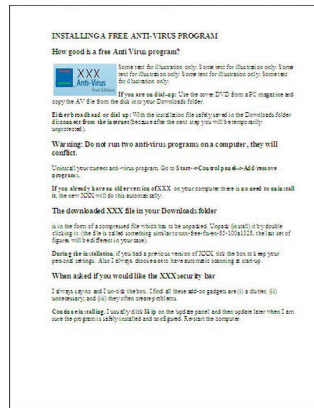 INSTALLING A FREE ANTI-VIRUS PROGRAM
How good is a free Anti Virus program?
XXX
Anti-Virus
Free Edition
Some text for illustration only. Some text for illustration only. Some
text for illustration only. Some text for illustration only. Some text for
illustration only. Some text for illustration only.
If you are on dial-up: Use the cover DVD from a PC magazine and
copy the AV file from the disk into your Downloads folder.
Either broadband or dial up: With the installation file safely saved in the Downloads folder
disconnect from the internet (because after the next step you will be temporarily
unprotected).
Warning: Do not run two anti-virus programs on a computer, they will
conflict.
Uninstall your current anti-virus program. Go to Start->Control panel->Add/remove
programs.
If you already have an older version of XXX on your computer there is no need to uninstall
it, the new XXX will do this automatically.
The downloaded XXX file in your Downloads folder
is in the form of a compressed file which has to be unpacked. Unpack (install) it by double
clicking it (the file is called something similar to the last set of
figures will be different in your case).
During the installation, if you had a previous version of XXX, tick the box to keep your
personal settings. Also I always choose not to have automatic scanning at start-up.
When asked if you would like the XXX security bar
I always say no and I un-tick the box. I find all these add-on gadgets are (i) a clutter, (ii)
unnecessary, and (iii) they often create problems.
Continue installing. I usually click Skip on the update panel and then update later when I am
sure the program is safely installed and configured. Re-start the computer.